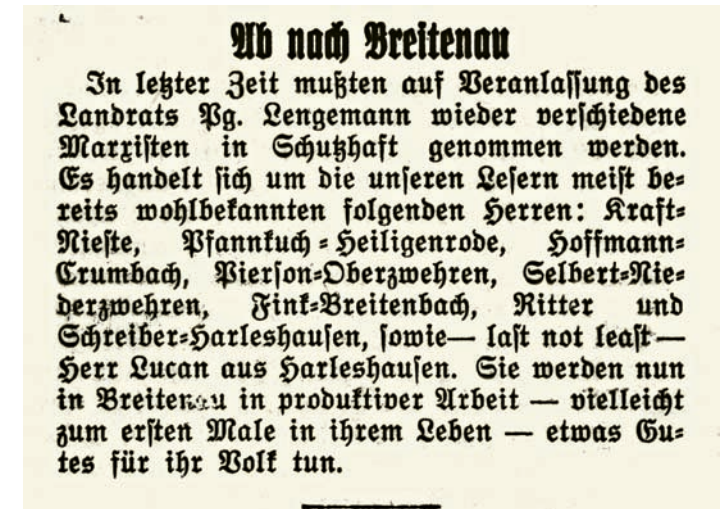 Ab nach Breitenau
In letzter Zeit mußten auf Veranlassung des
Landrats Pg. Lengemann wieder verschiedene
Marxisten in Schutzhaft genommen werden.
Es handelt sich um die unseren Lesern meist be-
reits wohlbekannten folgenden Herren: Kraft-
Nieste, Pfannkuch-Heiligenrode, Hoffmann-
Crumbach, Pierson-Oberzwehren, Selbert-Nie-
derzwehren, Fink-Breitenbach, Ritter und
Schreiber-Harleshausen, sowie— last not least—
Herr Lucan aus Harleshausen. Sie werden nun
in Breitenau in produktiver Arbeit — vielleicht
zum ersten Male in ihrem Leben — etwas Gu-
tes für ihr Volk tun.